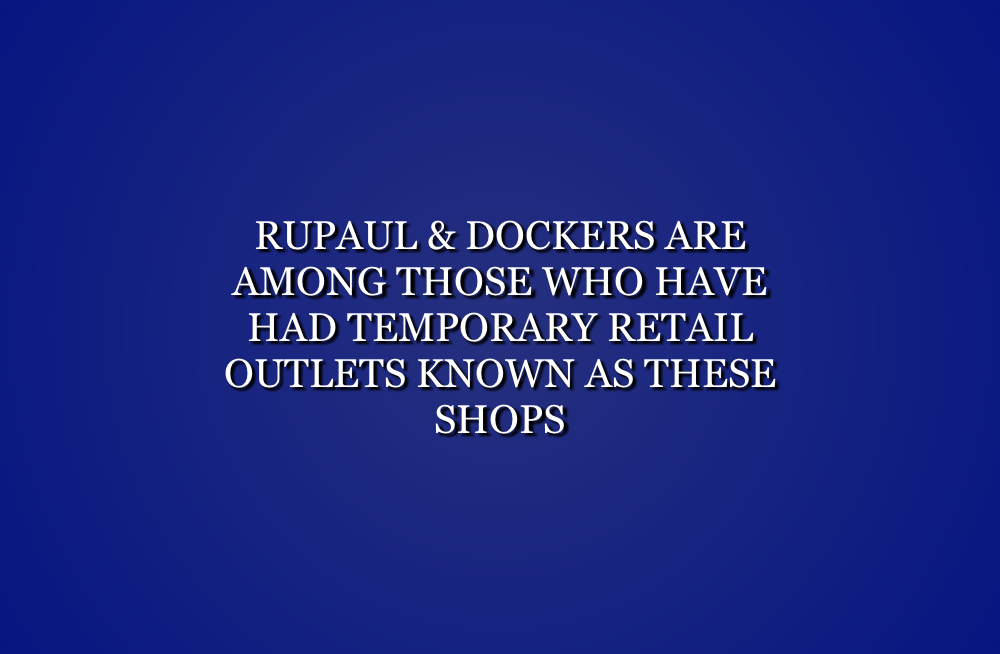 RUPAUL & DOCKERS ARE
AMONG THOSE WHO HAVE
HAD TEMPORARY RETAIL
OUTLETS KNOWN AS THESE
SHOPS